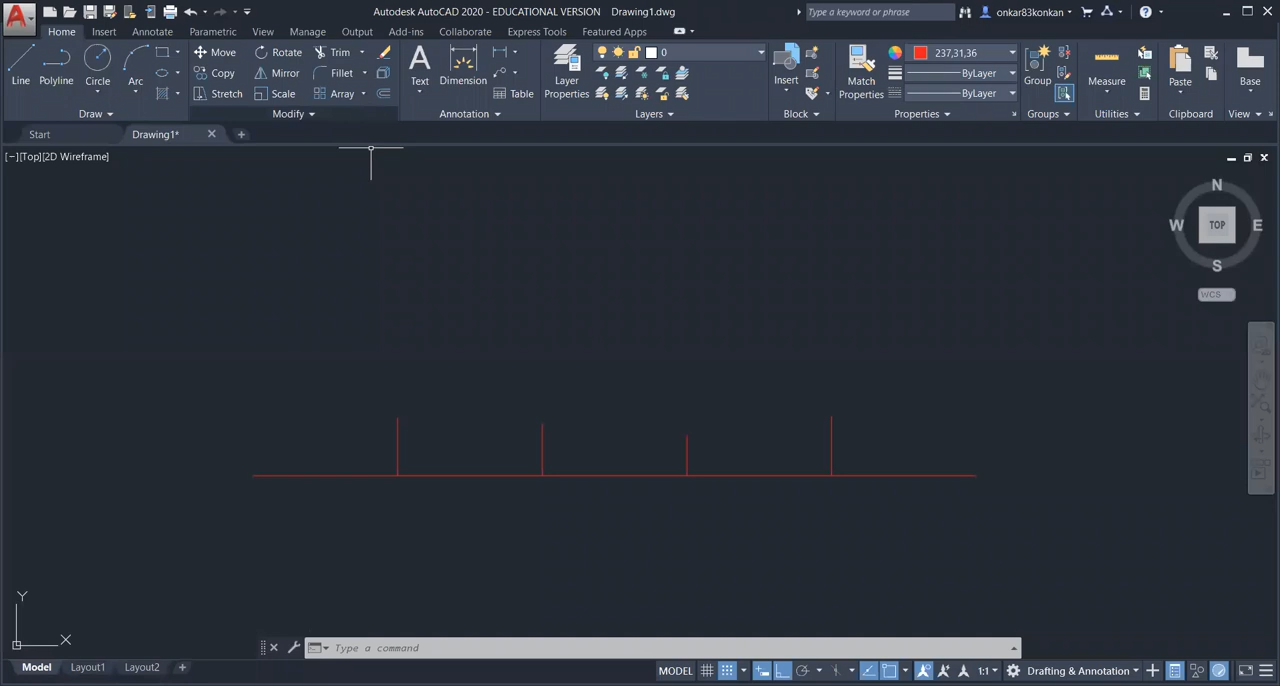 Autodesk AutoCAD 2020 - EDUCATIONAL VERSION Drawing1.dwg
Type a keyword or phrase
onkar83konkan
Home Insert Annotate Parametric View Manage Output Add-ins Collaborate Express Tools Featured Apps
Line Polyline Circle Arc
Move Rotate Trim
Copy Mirror Fillet
Stretch Scale Array
Text Dimension Table
Layer Properties
0
Insert
Match Properties
237,31,36
ByLayer
ByLayer
Group
Measure
Paste
Base
Draw Modify Annotation Layers Block Properties Groups Utilities Clipboard View
Start Drawing1* 
[−][Top][2D Wireframe]
N
W TOP E
S
WCS
Y
X
Type a command
Model Layout1 Layout2
MODEL 1:1 Drafting & Annotation